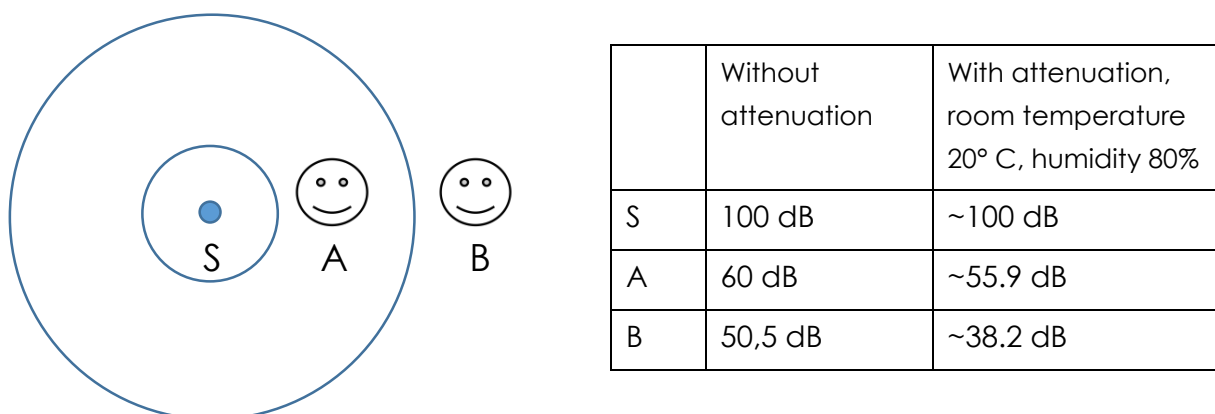 S
A
B
Without
attenuation
With attenuation,
room temperature
20° C, humidity 80%
S
100 dB
~100 dB
A
60 dB
~55.9 dB
B
50,5 dB
~38.2 dB